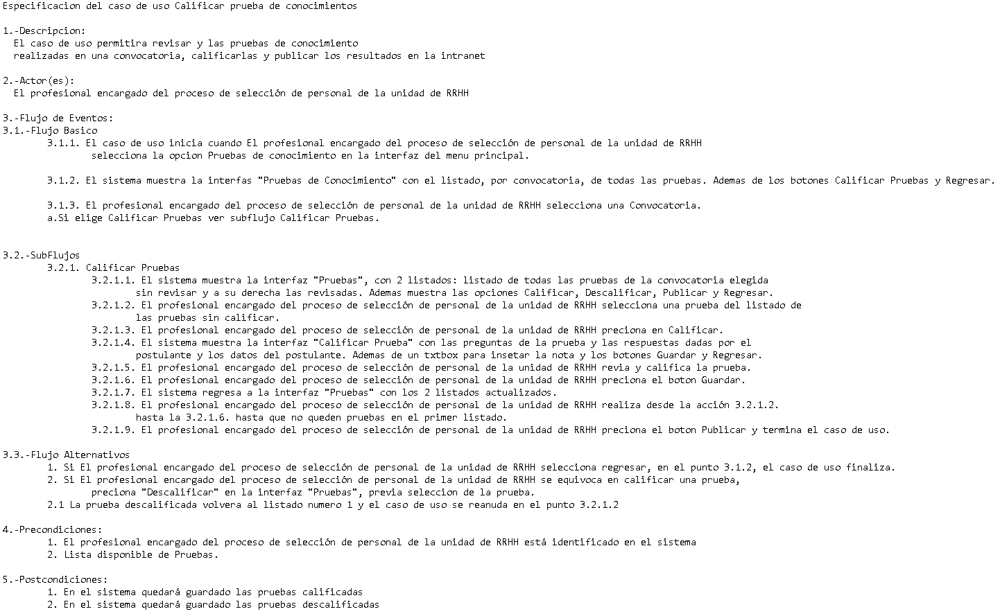 Especificacion del caso de uso Calificar prueba de conocimientos
1.-Descripcion:
El caso de uso permitira revisar y las pruebas de conocimiento
realizadas en una convocatoria, calificarlas y publicar los resultados en la intranet
2.-Actor(es):
El profesional encargado del proceso de selección de personal de la unidad de RRHH
3.-Flujo de Eventos:
3.1.-Flujo Basico
3.1.1. El caso de uso inicia cuando El profesional encargado del proceso de selección de personal de la unidad de RRHH
selecciona la opcion Pruebas de conocimiento en la interfaz del menu principal.
3.1.2. El sistema muestra la interfas "Pruebas de Conocimiento" con el listado, por convocatoria, de todas las pruebas. Ademas de los botones Calificar Pruebas y Regresar.
3.1.3. El profesional encargado del proceso de selección de personal de la unidad de RRHH selecciona una Convocatoria.
a.Si elige Calificar Pruebas ver subflujo Calificar Pruebas.
3.2.-SubFlujos
3.2.1. Calificar Pruebas
3.2.1.1. El sistema muestra la interfaz "Pruebas", con 2 listados: listado de todas las pruebas de la convocatoria elegida
sin revisar y a su derecha las revisadas. Ademas muestra las opciones Calificar, Descalificar, Publicar y Regresar.
3.2.1.2. El profesional encargado del proceso de selección de personal de la unidad de RRHH selecciona una prueba del listado de
las pruebas sin calificar.
3.2.1.3. El profesional encargado del proceso de selección de personal de la unidad de RRHH preciona en Calificar.
3.2.1.4. El sistema muestra la interfaz "Calificar Prueba" con las preguntas de la prueba y las respuestas dadas por el
postulante y los datos del postulante. Ademas de un txtbox para insetar la nota y los botones Guardar y Regresar.
3.2.1.5. El profesional encargado del proceso de selección de personal de la unidad de RRHH revia y califica la prueba.
3.2.1.6. El profesional encargado del proceso de selección de personal de la unidad de RRHH preciona el boton Guardar.
3.2.1.7. El sistema regresa a la interfaz "Pruebas" con los 2 listados actualizados.
3.2.1.8. El profesional encargado del proceso de selección de personal de la unidad de RRHH realiza desde la acción 3.2.1.2.
hasta la 3.2.1.6. hasta que no queden pruebas en el primer listado.
3.2.1.9. El profesional encargado del proceso de selección de personal de la unidad de RRHH preciona el boton Publicar y termina el caso de uso.
3.3.-Flujo Alternativos
1. Si El profesional encargado del proceso de selección de personal de la unidad de RRHH selecciona regresar, en el punto 3.1.2, el caso de uso finaliza.
2. Si El profesional encargado del proceso de selección de personal de la unidad de RRHH se equivoca en calificar una prueba,
preciona "Descalificar" en la interfaz "Pruebas", previa seleccion de la prueba.
2.1 La prueba descalificada volvera al listado numero 1 y el caso de uso se reanuda en el punto 3.2.1.2
4.-Precondiciones:
1. El profesional encargado del proceso de selección de personal de la unidad de RRHH está identificado en el sistema
2. Lista disponible de Pruebas.
5.-Postcondiciones:
1. En el sistema quedará guardado las pruebas calificadas
2. En el sistema quedará guardado las pruebas descalificadas